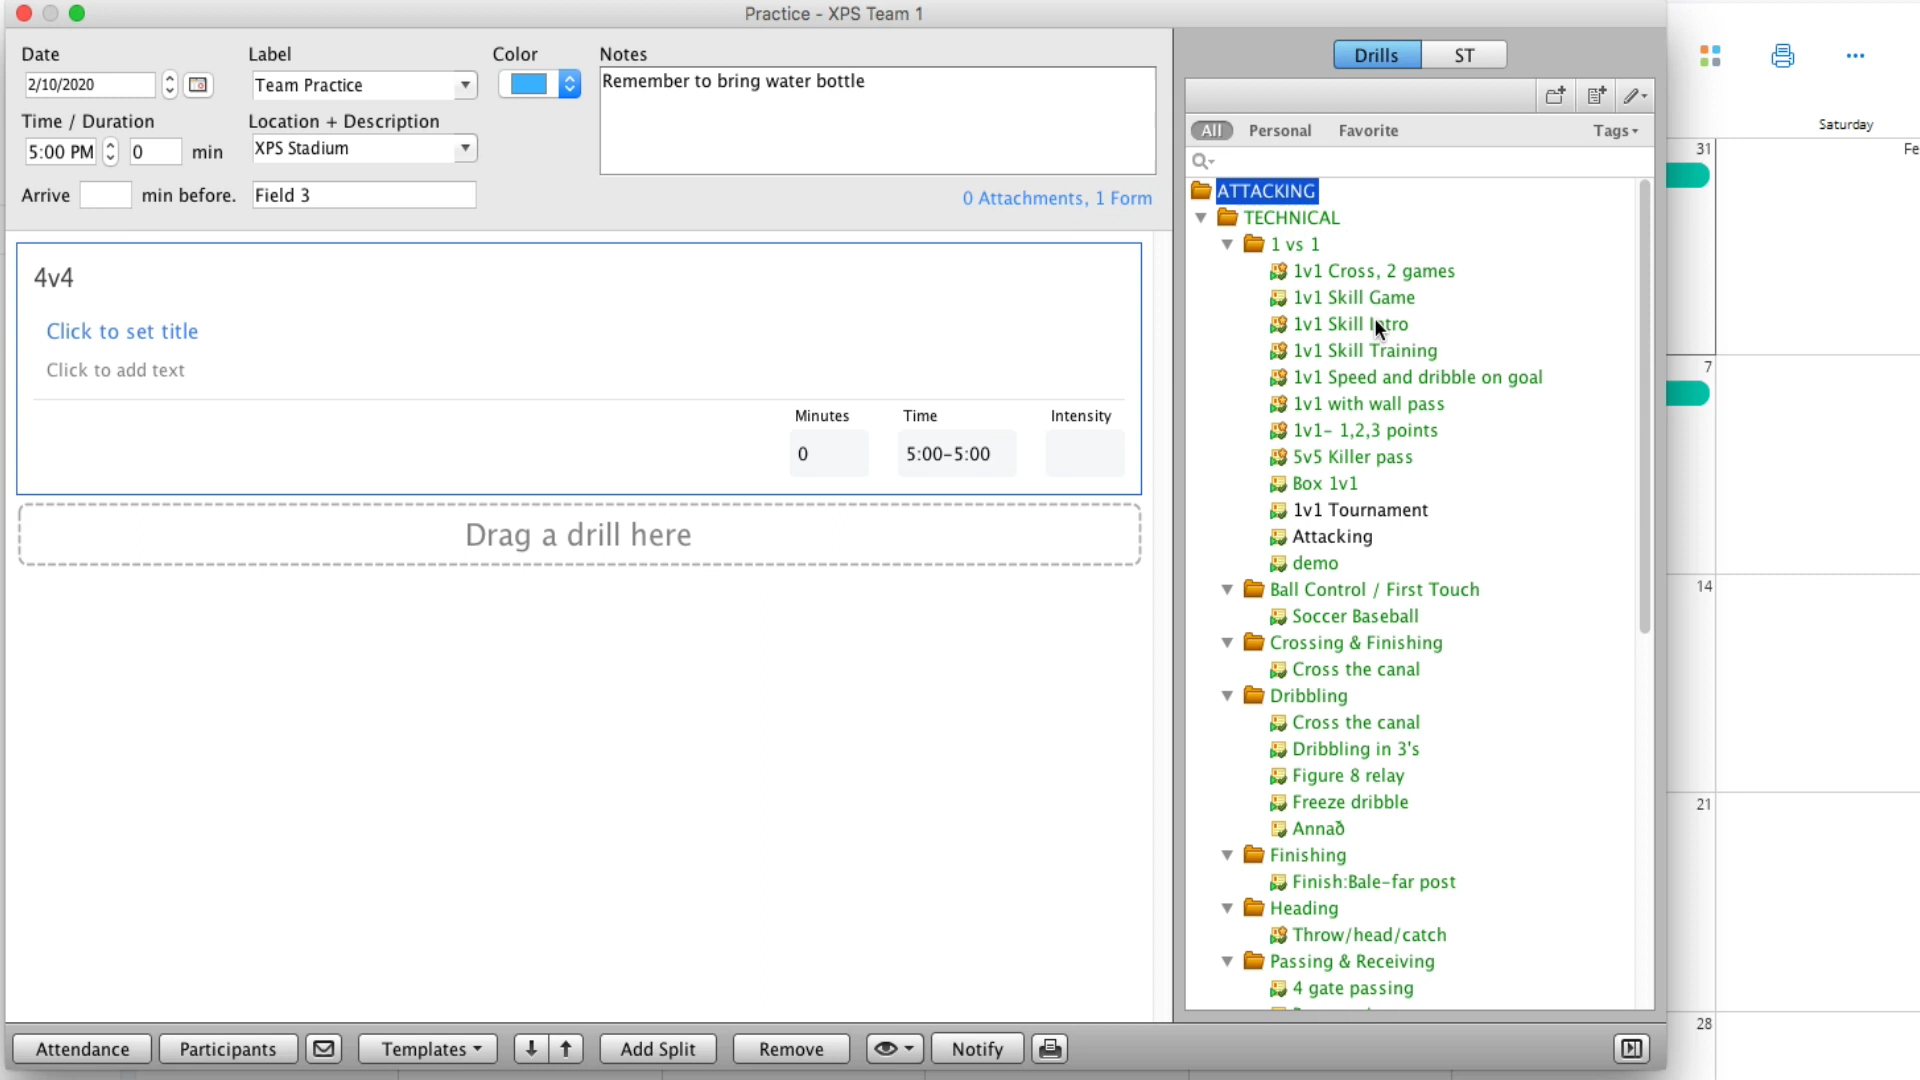 Practice - XPS Team 1
Date
Label
Color
Notes
2/10/2020
Team Practice
Remember to bring water bottle
Time / Duration
Location + Description
5:00 PM
0
min
XPS Stadium
Arrive
min before.
Field 3
0 Attachments, 1 Form
4v4
Click to set title
Click to add text
Minutes
Time
Intensity
0
5:00-5:00
Drag a drill here
Drills
ST
All
Personal
Favorite
Tags
ATTACKING
TECHNICAL
1 vs 1
1v1 Cross, 2 games
1v1 Skill Game
1v1 Skill Intro
1v1 Skill Training
1v1 Speed and dribble on goal
1v1 with wall pass
1v1- 1,2,3 points
5v5 Killer pass
Box 1v1
1v1 Tournament
Attacking
demo
Ball Control / First Touch
Soccer Baseball
Crossing & Finishing
Cross the canal
Dribbling
Cross the canal
Dribbling in 3's
Figure 8 relay
Freeze dribble
Annað
Finishing
Finish:Bale-far post
Heading
Throw/head/catch
Passing & Receiving
4 gate passing
Attendance
Participants
Templates
Add Split
Remove
Notify
Saturday
31
Fe
7
14
21
28